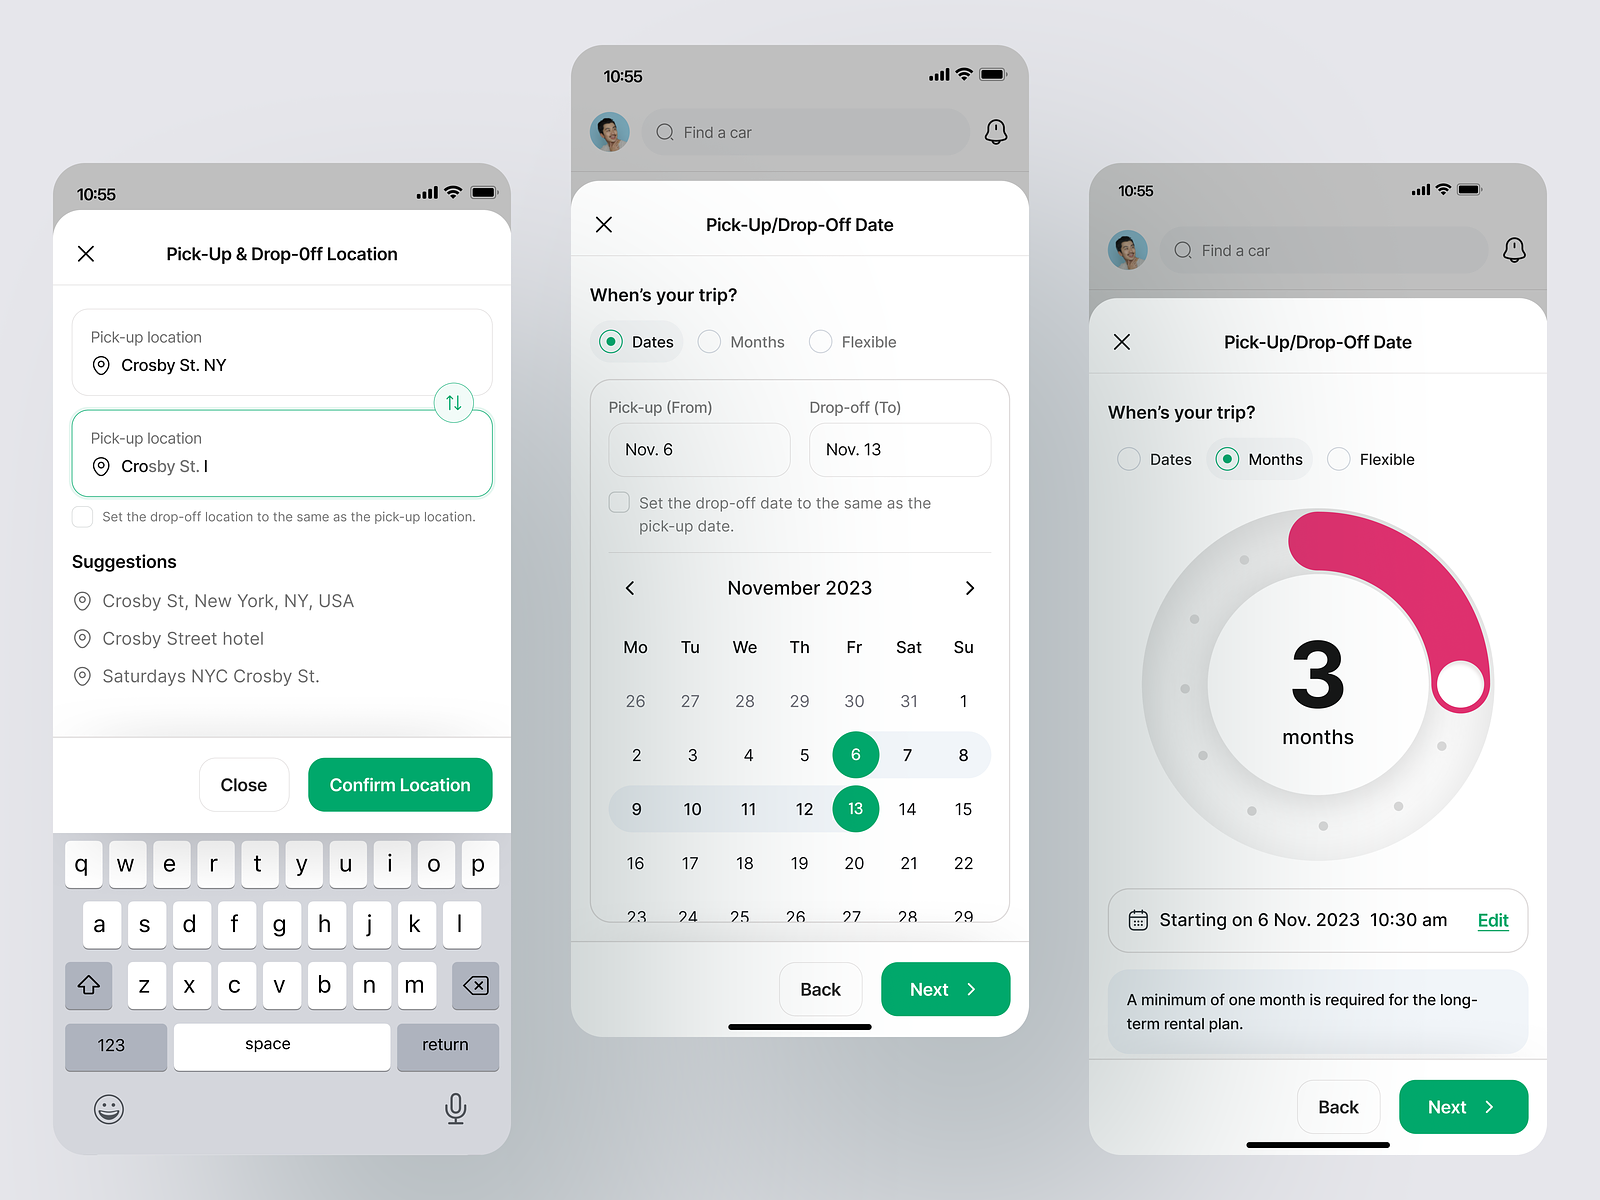 10:55
Pick-Up & Drop-0ff Location
Pick-up location
Crosby St. NY
Pick-up location
Crosby St. l
Set the drop-off location to the same as the pick-up location.
Suggestions
Crosby St, New York, NY, USA
Crosby Street hotel
Saturdays NYC Crosby St.
Close
Confirm Location
q w e r t y u i o p
a s d f g h j k l
z x c v b n m
123 space return
10:55
Find a car
Pick-Up/Drop-Off Date
When's your trip?
Dates Months Flexible
Pick-up (From) Drop-off (To)
Nov. 6 Nov. 13
Set the drop-off date to the same as the
pick-up date.
November 2023
Mo Tu We Th Fr Sat Su
26 27 28 29 30 31 1
2 3 4 5 6 7 8
9 10 11 12 13 14 15
16 17 18 19 20 21 22
23 24 25 26 27 28 29
Back Next
10:55
Find a car
Pick-Up/Drop-Off Date
When's your trip?
Dates Months Flexible
3
months
Starting on 6 Nov. 2023 10:30 am Edit
A minimum of one month is required for the long-
term rental plan.
Back Next